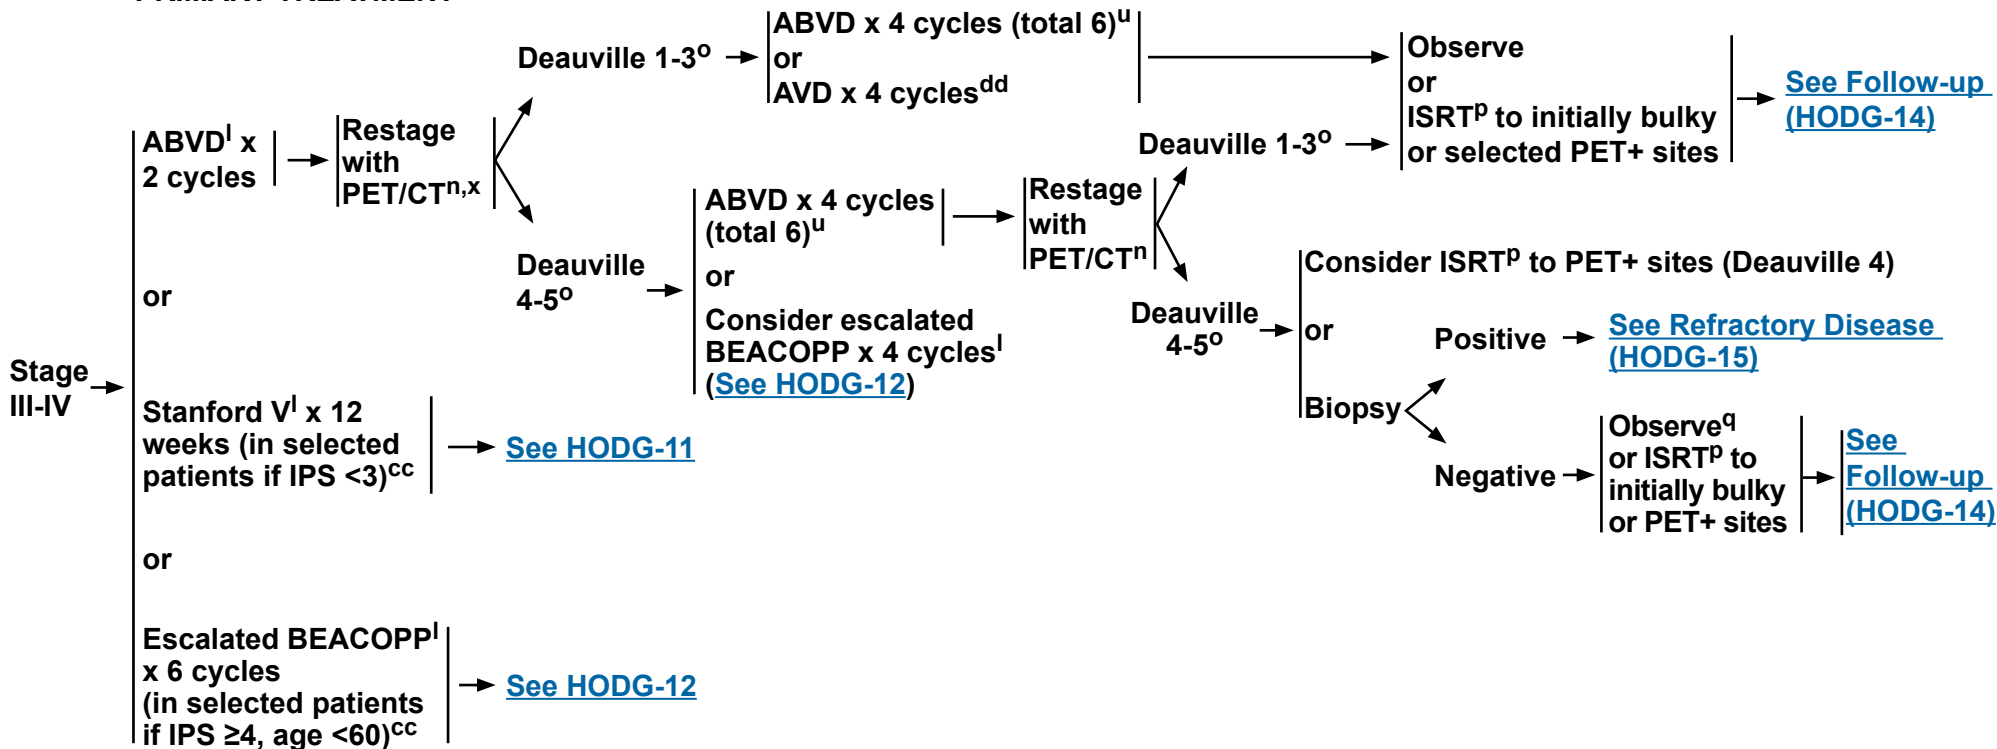 Stage
III-IV
ABVDˡ x
2 cycles
or
Stanford Vˡ x 12
weeks (in selected
patients if IPS <3)ᶜᶜ
or
Escalated BEACOPPˡ
x 6 cycles
(in selected patients
if IPS ≥4, age <60)ᶜᶜ
Restage
with
PET/CTⁿ,ˣ
See HODG-11
See HODG-12
Deauville 1-3ᵒ
Deauville
4-5ᵒ
ABVD x 4 cycles (total 6)ᵘ
or
AVD x 4 cyclesᵈᵈ
ABVD x 4 cycles
(total 6)ᵘ
or
Consider escalated
BEACOPP x 4 cyclesˡ
(See HODG-12)
Restage
with
PET/CTⁿ
Deauville 1-3ᵒ
Deauville
4-5ᵒ
Observe
or
ISRTᵖ to initially bulky
or selected PET+ sites
See Follow-up
(HODG-14)
Consider ISRTᵖ to PET+ sites (Deauville 4)
or
Biopsy
Positive
See Refractory Disease
(HODG-15)
Negative
Observe�q
or ISRTᵖ to
initially bulky
or PET+ sites
See
Follow-up
(HODG-14)